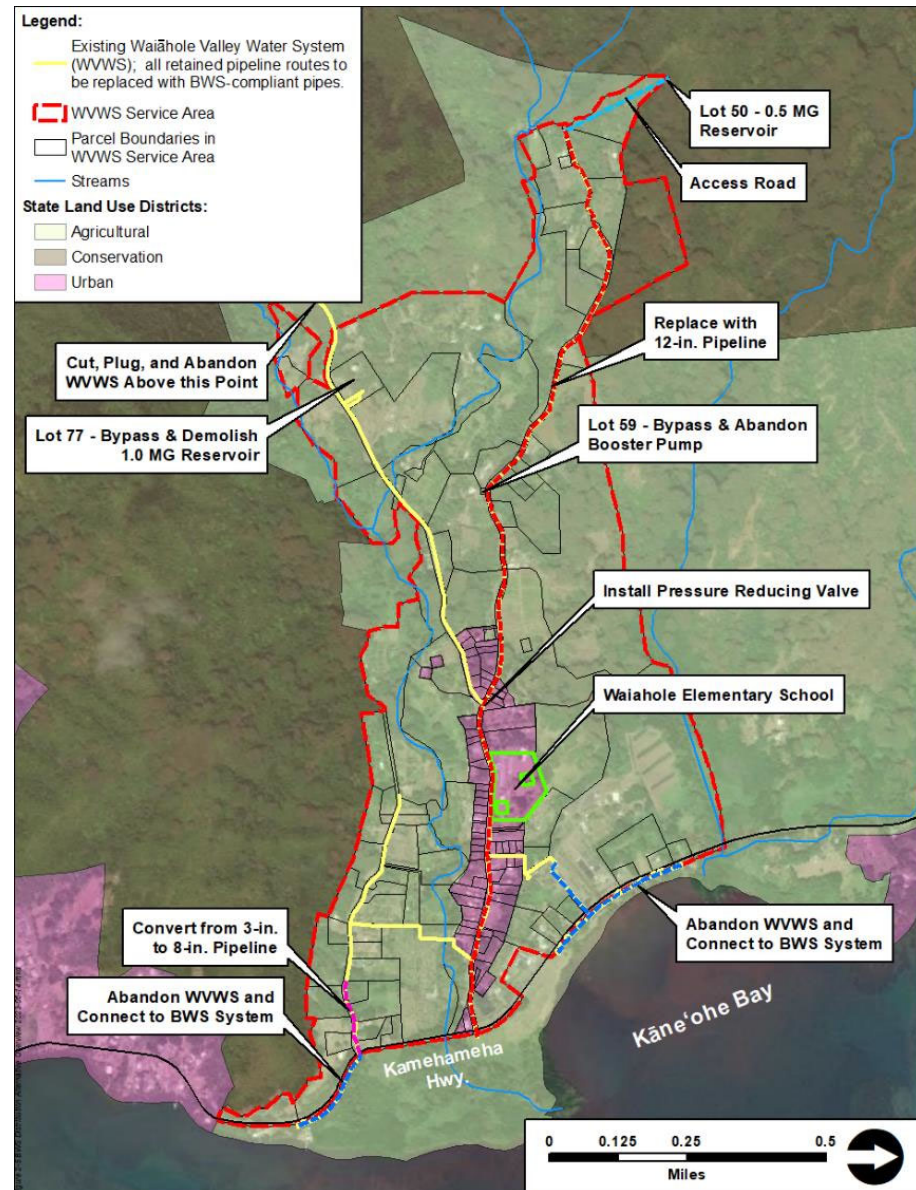 Legend:
Existing Waiāhole Valley Water System
(WVWS); all retained pipeline routes to
be replaced with BWS-compliant pipes.
WVWS Service Area
Parcel Boundaries in
WVWS Service Area
Streams
State Land Use Districts:
Agricultural
Conservation
Urban
Lot 50 - 0.5 MG
Reservoir
Access Road
Replace with
12-in. Pipeline
Cut, Plug, and Abandon
WVWS Above this Point
Lot 77 - Bypass & Demolish
1.0 MG Reservoir
Lot 59 - Bypass & Abandon
Booster Pump
Install Pressure Reducing Valve
Waiahole Elementary School
Convert from 3-in.
to 8-in. Pipeline
Abandon WVWS and
Connect to BWS System
Abandon WVWS and
Connect to BWS System
Kāneʻohe Bay
Kamehameha
Hwy.
0 0.125 0.25 0.5
Miles